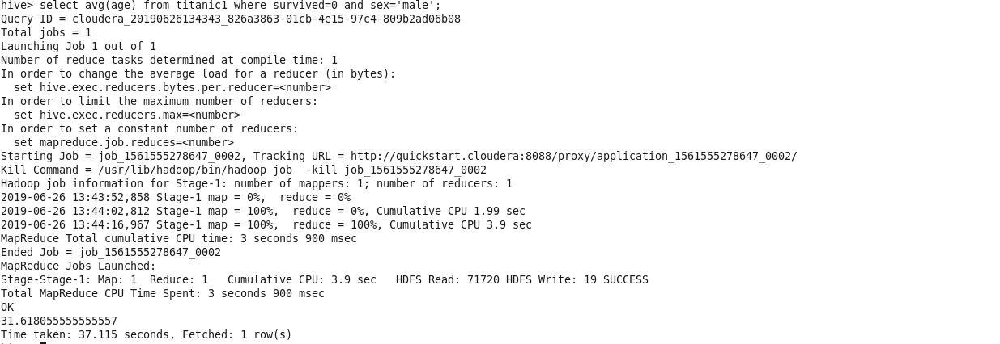 hive> select avg(age) from titanic1 where survived=0 and sex='male';
Query ID = cloudera_20190626134343_826a3863-01cb-4e15-97c4-809b2ad06b08
Total jobs = 1
Launching Job 1 out of 1
Number of reduce tasks determined at compile time: 1
In order to change the average load for a reducer (in bytes):
  set hive.exec.reducers.bytes.per.reducer=<number>
In order to limit the maximum number of reducers:
  set hive.exec.reducers.max=<number>
In order to set a constant number of reducers:
  set mapreduce.job.reduces=<number>
Starting Job = job_1561555278647_0002, Tracking URL = http://quickstart.cloudera:8088/proxy/application_1561555278647_0002/
Kill Command = /usr/lib/hadoop/bin/hadoop job  -kill job_1561555278647_0002
Hadoop job information for Stage-1: number of mappers: 1; number of reducers: 1
2019-06-26 13:43:52,858 Stage-1 map = 0%,  reduce = 0%
2019-06-26 13:44:02,812 Stage-1 map = 100%,  reduce = 0%, Cumulative CPU 1.99 sec
2019-06-26 13:44:16,967 Stage-1 map = 100%,  reduce = 100%, Cumulative CPU 3.9 sec
MapReduce Total cumulative CPU time: 3 seconds 900 msec
Ended Job = job_1561555278647_0002
MapReduce Jobs Launched:
Stage-Stage-1: Map: 1  Reduce: 1   Cumulative CPU: 3.9 sec   HDFS Read: 71720 HDFS Write: 19 SUCCESS
Total MapReduce CPU Time Spent: 3 seconds 900 msec
OK
31.618055555555557
Time taken: 37.115 seconds, Fetched: 1 row(s)